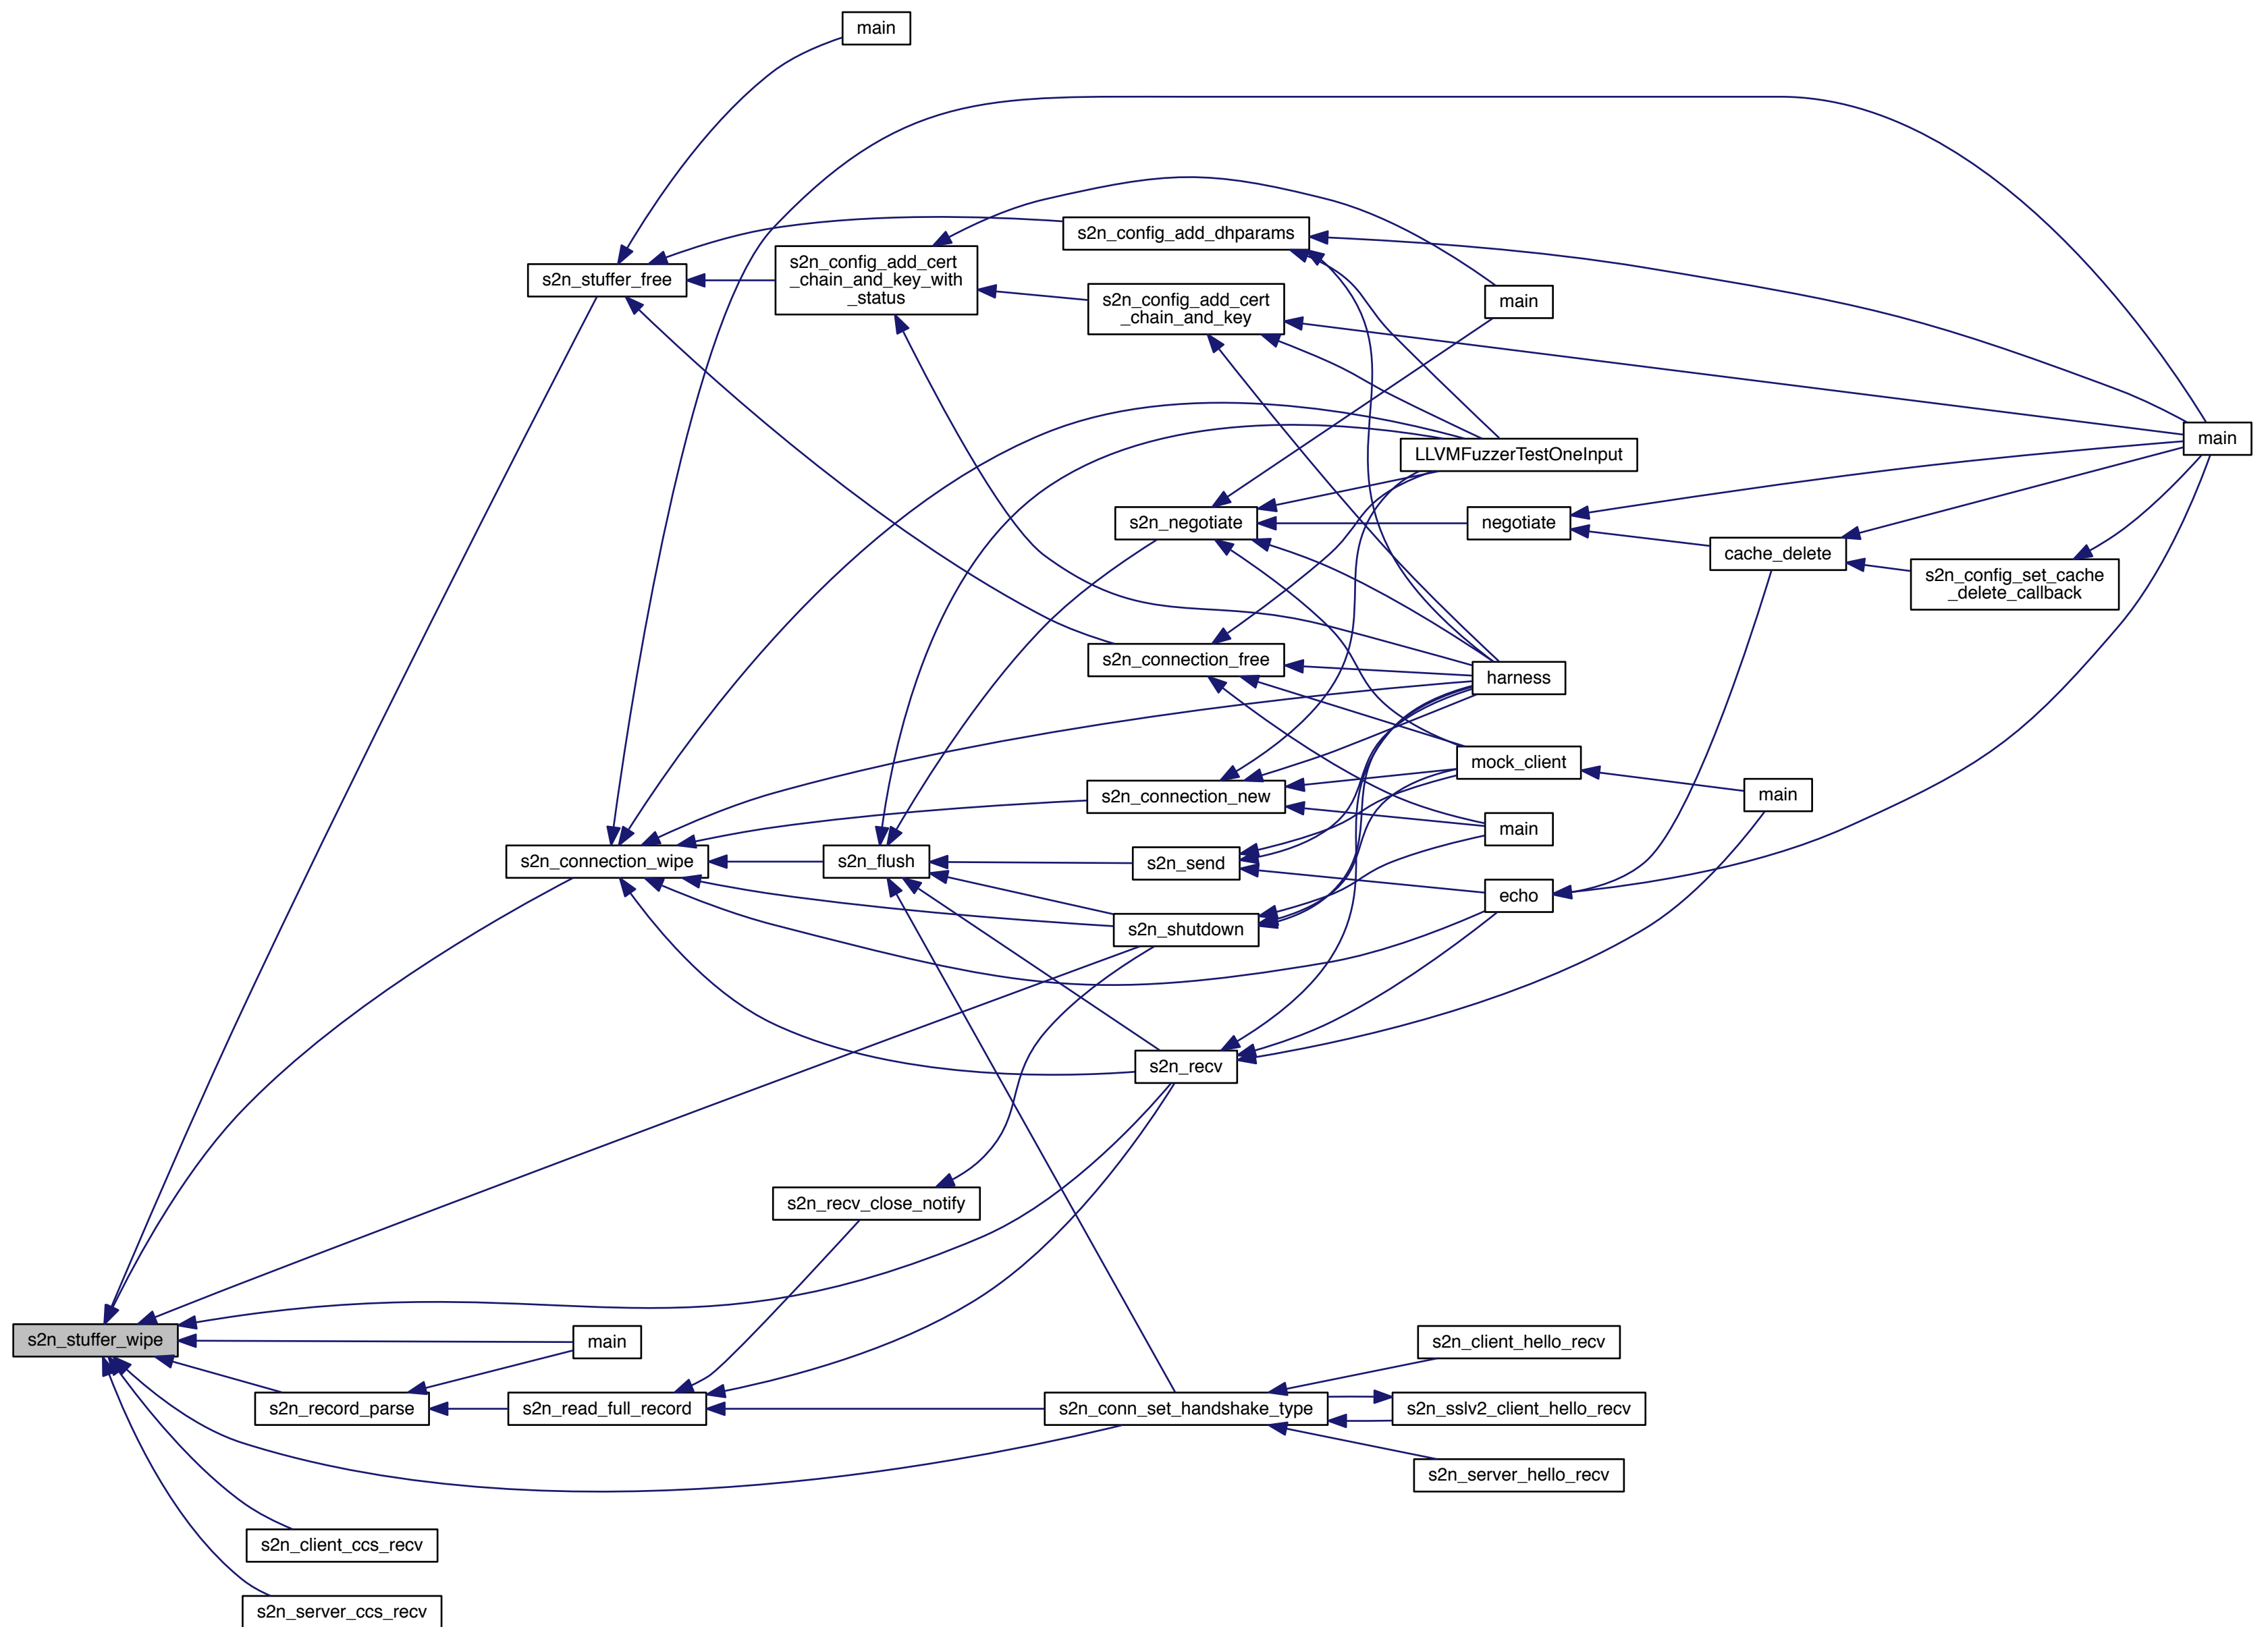 main
s2n_config_add_dhparams
s2n_stuffer_free
s2n_config_add_cert
_chain_and_key_with
_status
s2n_config_add_cert
_chain_and_key
main
main
LLVMFuzzerTestOneInput
s2n_negotiate
negotiate
cache_delete
s2n_config_set_cache
_delete_callback
s2n_connection_free
harness
mock_client
s2n_connection_new
main
main
s2n_connection_wipe
s2n_flush
s2n_send
echo
s2n_shutdown
s2n_recv
s2n_recv_close_notify
s2n_stuffer_wipe
main
s2n_client_hello_recv
s2n_record_parse
s2n_read_full_record
s2n_conn_set_handshake_type
s2n_sslv2_client_hello_recv
s2n_server_hello_recv
s2n_client_ccs_recv
s2n_server_ccs_recv